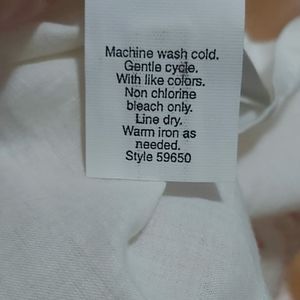 Machine wash cold.
Gentle cycle.
With like colors.
Non chlorine
bleach only.
Line dry.
Warm iron as
needed.
Style 59650